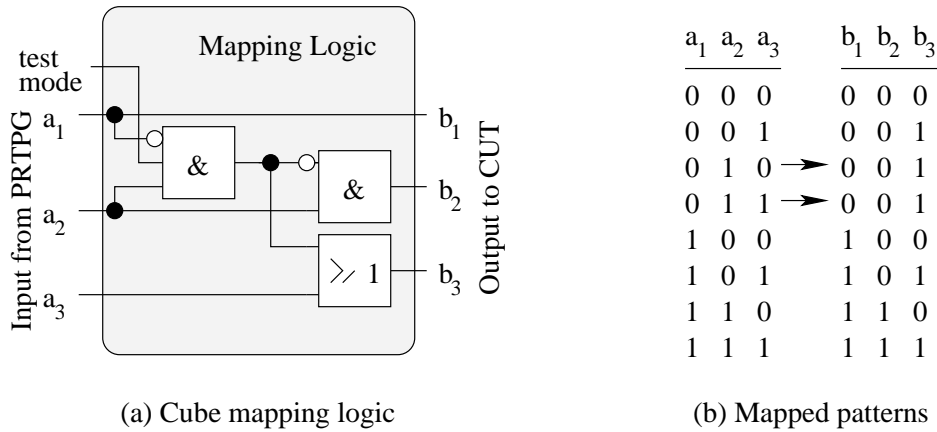 Mapping Logic
test
mode
Input from PRTPG
a1
a2
a3
&
&
≥ 1
b1
b2
b3
Output to CUT
(a) Cube mapping logic
a1 a2 a3 b1 b2 b3
0 0 0 0 0 0
0 0 1 0 0 1
0 1 0 0 0 1
0 1 1 0 0 1
1 0 0 1 0 0
1 0 1 1 0 1
1 1 0 1 1 0
1 1 1 1 1 1
(b) Mapped patterns